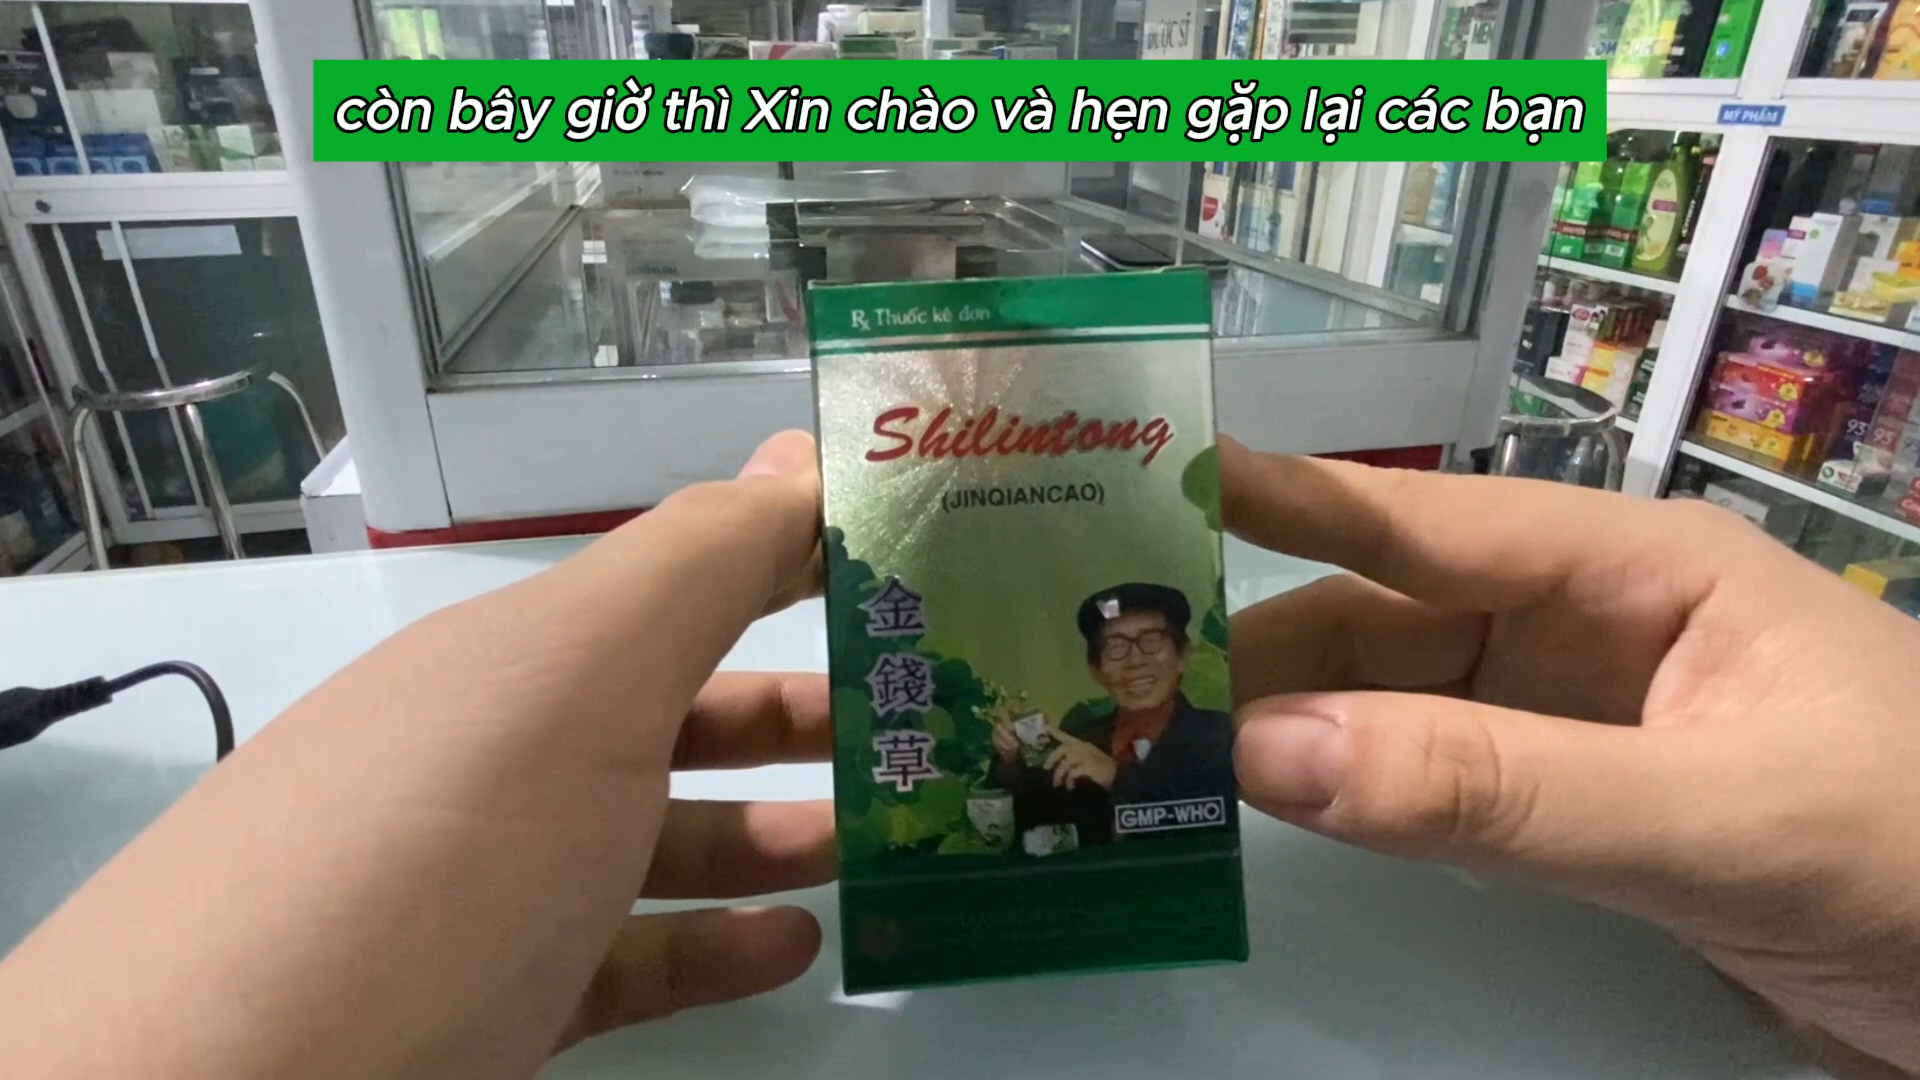 còn bây giờ thì Xin chào và hẹn gặp lại các bạn
MỸ PHẨM
Rx Thuốc kê đơn
Shilintong
(JINQIANCAO)
金
錢
草
GMP-WHO